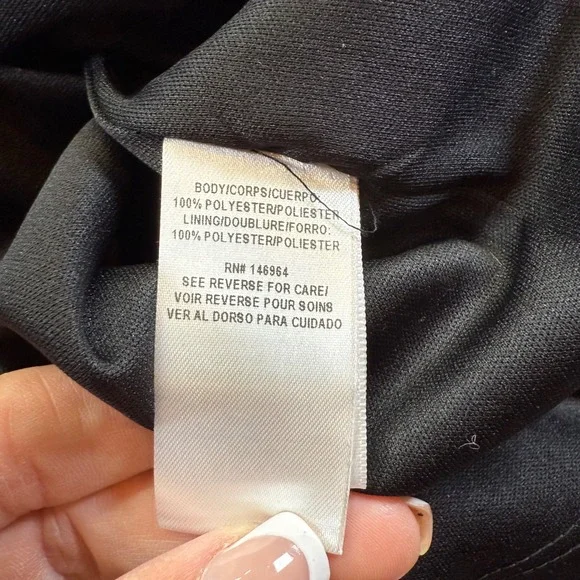 BODY/CORPS/CUERPO:
100% POLYESTER/POLIESTER
LINING/DOUBLURE/FORRO:
100% POLYESTER/POLIESTER
RN# 146964
SEE REVERSE FOR CARE/
VOIR REVERSE POUR SOINS
VER AL DORSO PARA CUIDADO